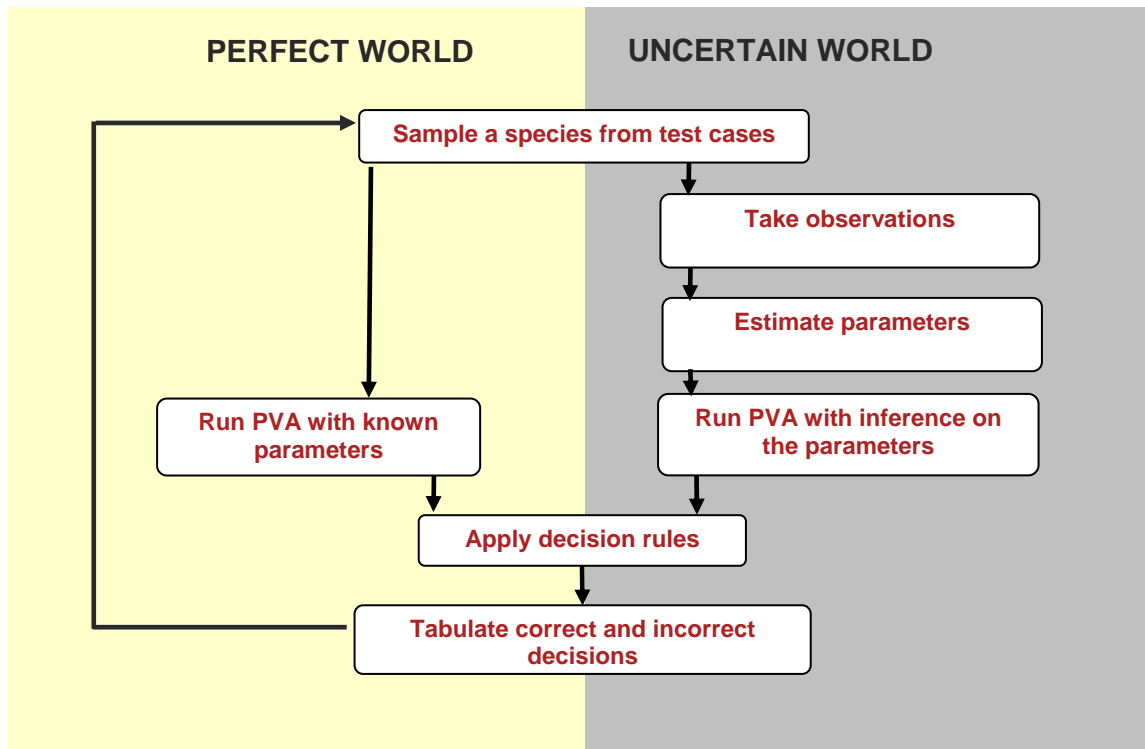 PERFECT WORLD
UNCERTAIN WORLD
Sample a species from test cases
Take observations
Estimate parameters
Run PVA with known
parameters
Run PVA with inference on
the parameters
Apply decision rules
Tabulate correct and incorrect
decisions